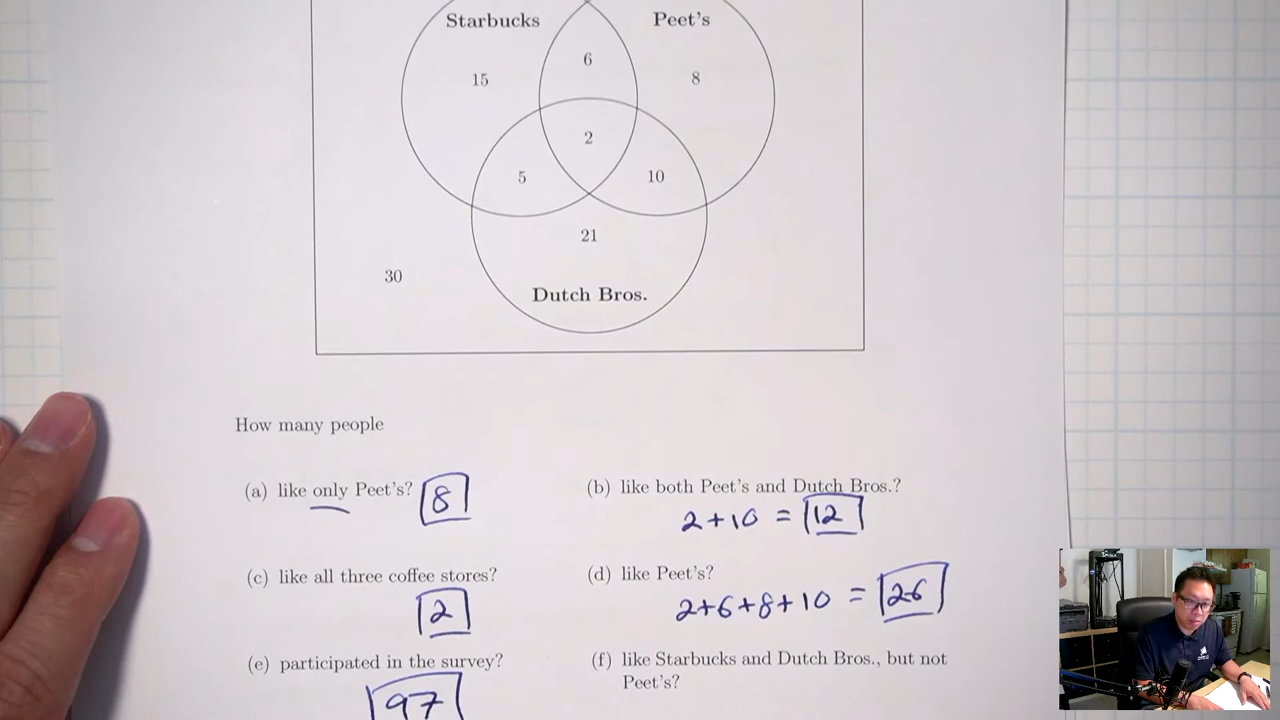 Starbucks Peet's
6
15 8
2
5 10
21
30
Dutch Bros.
How many people
(a) like only Peet's? 8
(b) like both Peet's and Dutch Bros.?
2+10 = 12
(c) like all three coffee stores?
2
(d) like Peet's?
2+6+8+10 = 26
(e) participated in the survey?
97
(f) like Starbucks and Dutch Bros., but not
Peet's?